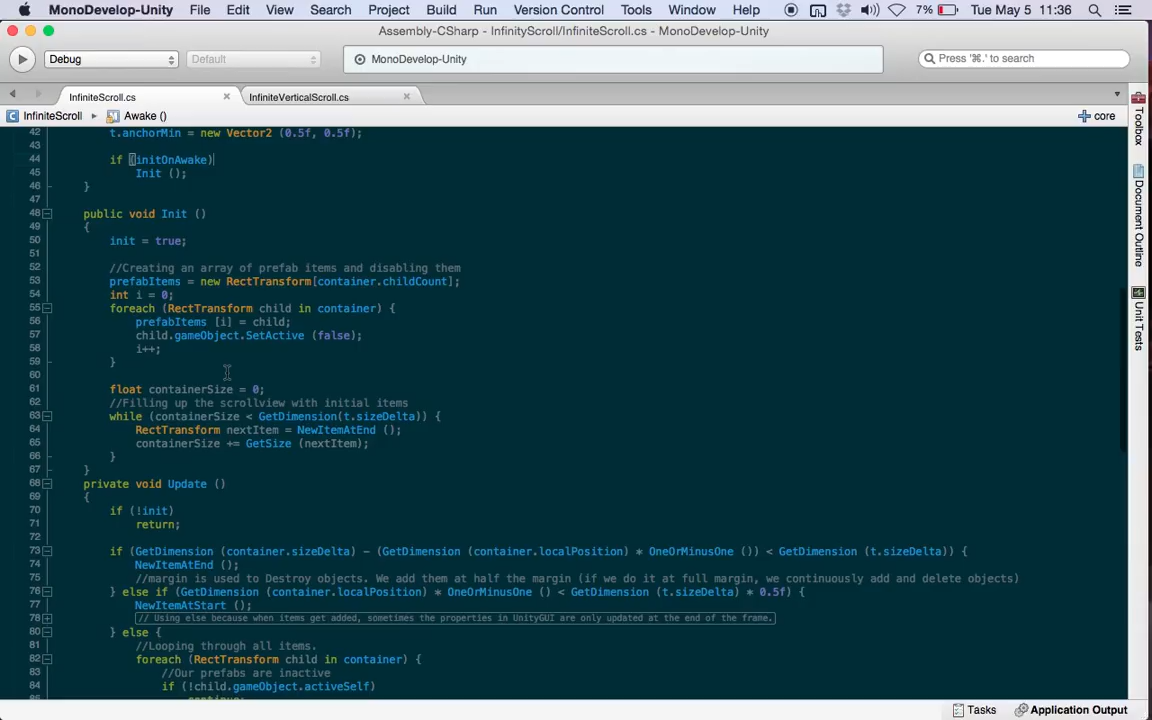 MonoDevelop-Unity File Edit View Search Project Build Run Version Control Tools Window Help 7% Tue May 5 11:36
Assembly-CSharp - InfinityScroll/InfiniteScroll.cs - MonoDevelop-Unity
Debug Default MonoDevelop-Unity Press '⌘.' to search
InfiniteScroll.cs InfiniteVerticalScroll.cs
InfiniteScroll Awake () core
42 t.anchorMin = new Vector2 (0.5f, 0.5f);
43
44 if (initOnAwake)
45 Init ();
46 }
47
48 public void Init ()
49 {
50 init = true;
51
52 //Creating an array of prefab items and disabling them
53 prefabItems = new RectTransform[container.childCount];
54 int i = 0;
55 foreach (RectTransform child in container) {
56 prefabItems [i] = child;
57 child.gameObject.SetActive (false);
58 i++;
59 }
60
61 float containerSize = 0;
62 //Filling up the scrollview with initial items
63 while (containerSize < GetDimension(t.sizeDelta)) {
64 RectTransform nextItem = NewItemAtEnd ();
65 containerSize += GetSize (nextItem);
66 }
67 }
68 private void Update ()
69 {
70 if (!init)
71 return;
72
73 if (GetDimension (container.sizeDelta) - (GetDimension (container.localPosition) * OneOrMinusOne ()) < GetDimension (t.sizeDelta)) {
74 NewItemAtEnd ();
75 //margin is used to Destroy objects. We add them at half the margin (if we do it at full margin, we continuously add and delete objects)
76 } else if (GetDimension (container.localPosition) * OneOrMinusOne () < GetDimension (t.sizeDelta) * 0.5f) {
77 NewItemAtStart ();
78 // Using else because when items get added, sometimes the properties in UnityGUI are only updated at the end of the frame.
80 } else {
81 //Looping through all items.
82 foreach (RectTransform child in container) {
83 //Our prefabs are inactive
84 if (!child.gameObject.activeSelf)
Toolbox
Document Outline
Unit Tests
Tasks Application Output